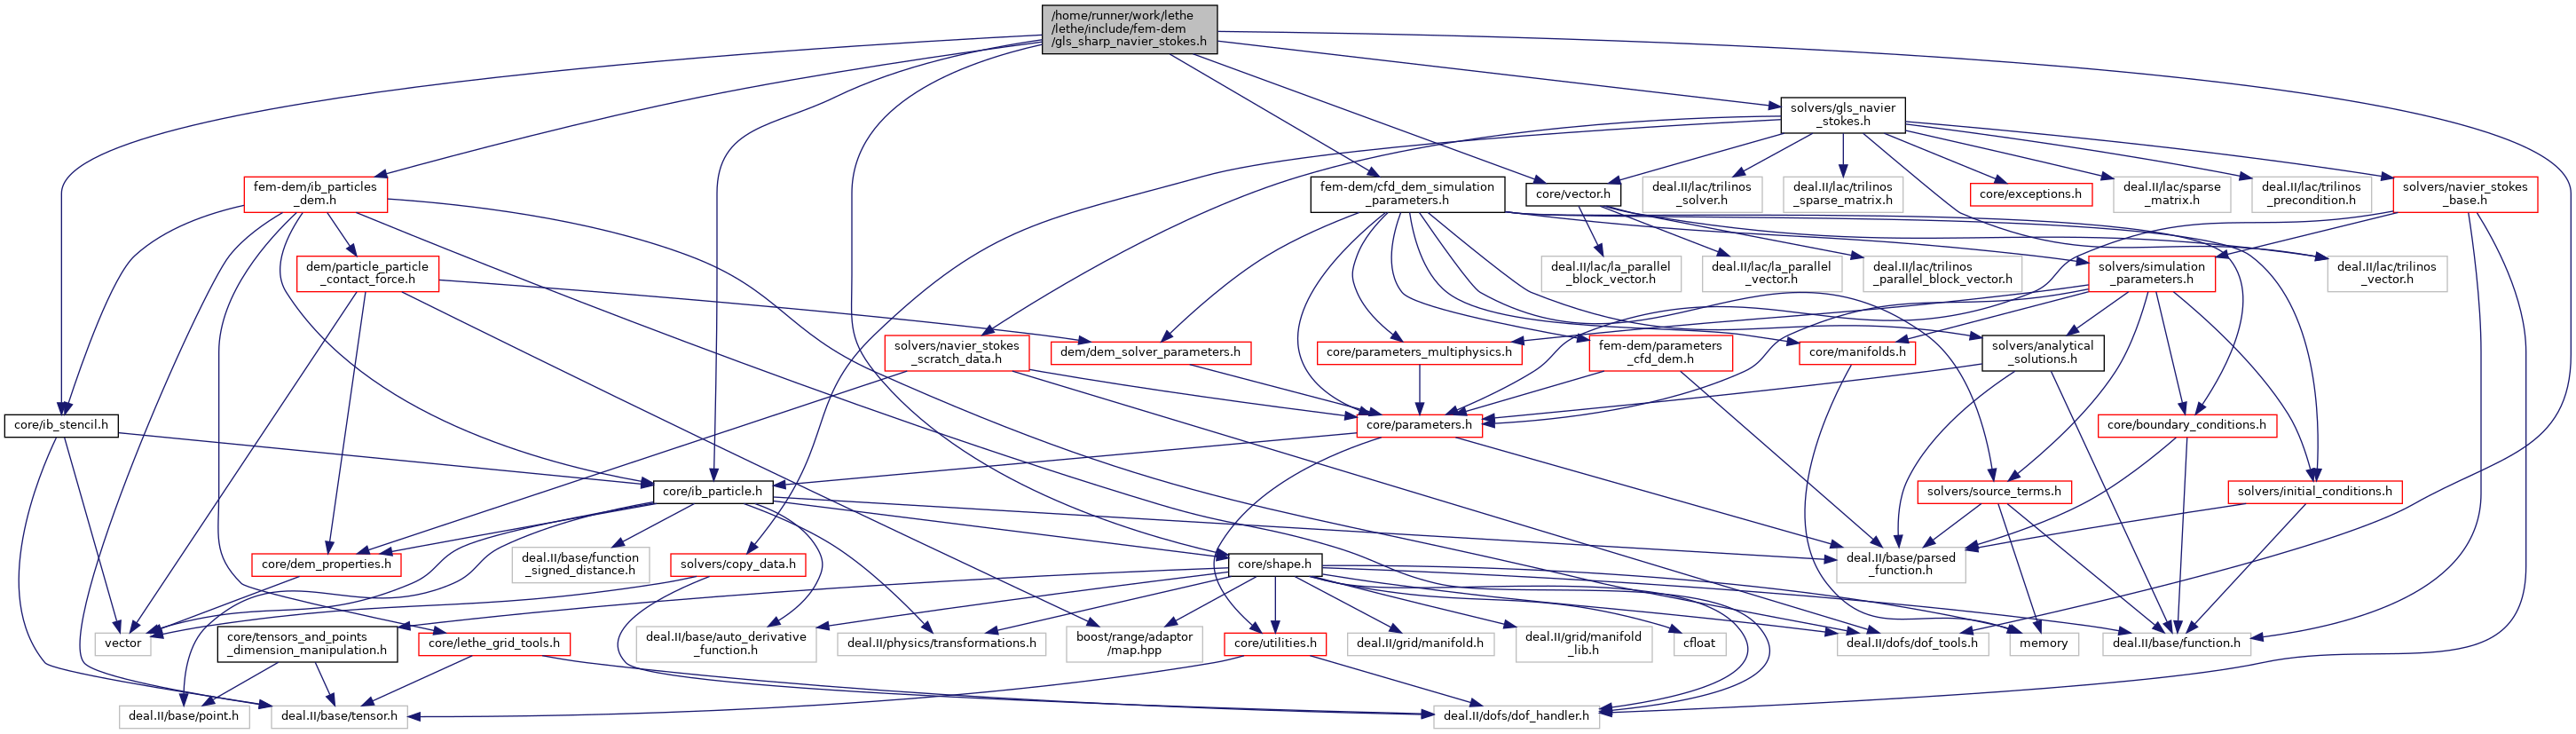 /home/runner/work/lethe
/lethe/include/fem-dem
/gls_sharp_navier_stokes.h
solvers/gls_navier
_stokes.h
fem-dem/ib_particles
_dem.h
fem-dem/cfd_dem_simulation
_parameters.h
core/vector.h
deal.II/lac/trilinos
_solver.h
deal.II/lac/trilinos
_sparse_matrix.h
core/exceptions.h
deal.II/lac/sparse
_matrix.h
deal.II/lac/trilinos
_precondition.h
solvers/navier_stokes
_base.h
dem/particle_particle
_contact_force.h
deal.II/lac/la_parallel
_block_vector.h
deal.II/lac/la_parallel
_vector.h
deal.II/lac/trilinos
_parallel_block_vector.h
solvers/simulation
_parameters.h
deal.II/lac/trilinos
_vector.h
solvers/navier_stokes
_scratch_data.h
dem/dem_solver_parameters.h
core/parameters_multiphysics.h
fem-dem/parameters
_cfd_dem.h
core/manifolds.h
solvers/analytical
_solutions.h
core/ib_stencil.h
core/parameters.h
core/boundary_conditions.h
core/ib_particle.h
solvers/source_terms.h
solvers/initial_conditions.h
core/dem_properties.h
deal.II/base/function
_signed_distance.h
solvers/copy_data.h
core/shape.h
deal.II/base/parsed
_function.h
vector
core/tensors_and_points
_dimension_manipulation.h
core/lethe_grid_tools.h
deal.II/base/auto_derivative
_function.h
deal.II/physics/transformations.h
boost/range/adaptor
/map.hpp
core/utilities.h
deal.II/grid/manifold.h
deal.II/grid/manifold
_lib.h
cfloat
deal.II/dofs/dof_tools.h
memory
deal.II/base/function.h
deal.II/base/point.h
deal.II/base/tensor.h
deal.II/dofs/dof_handler.h